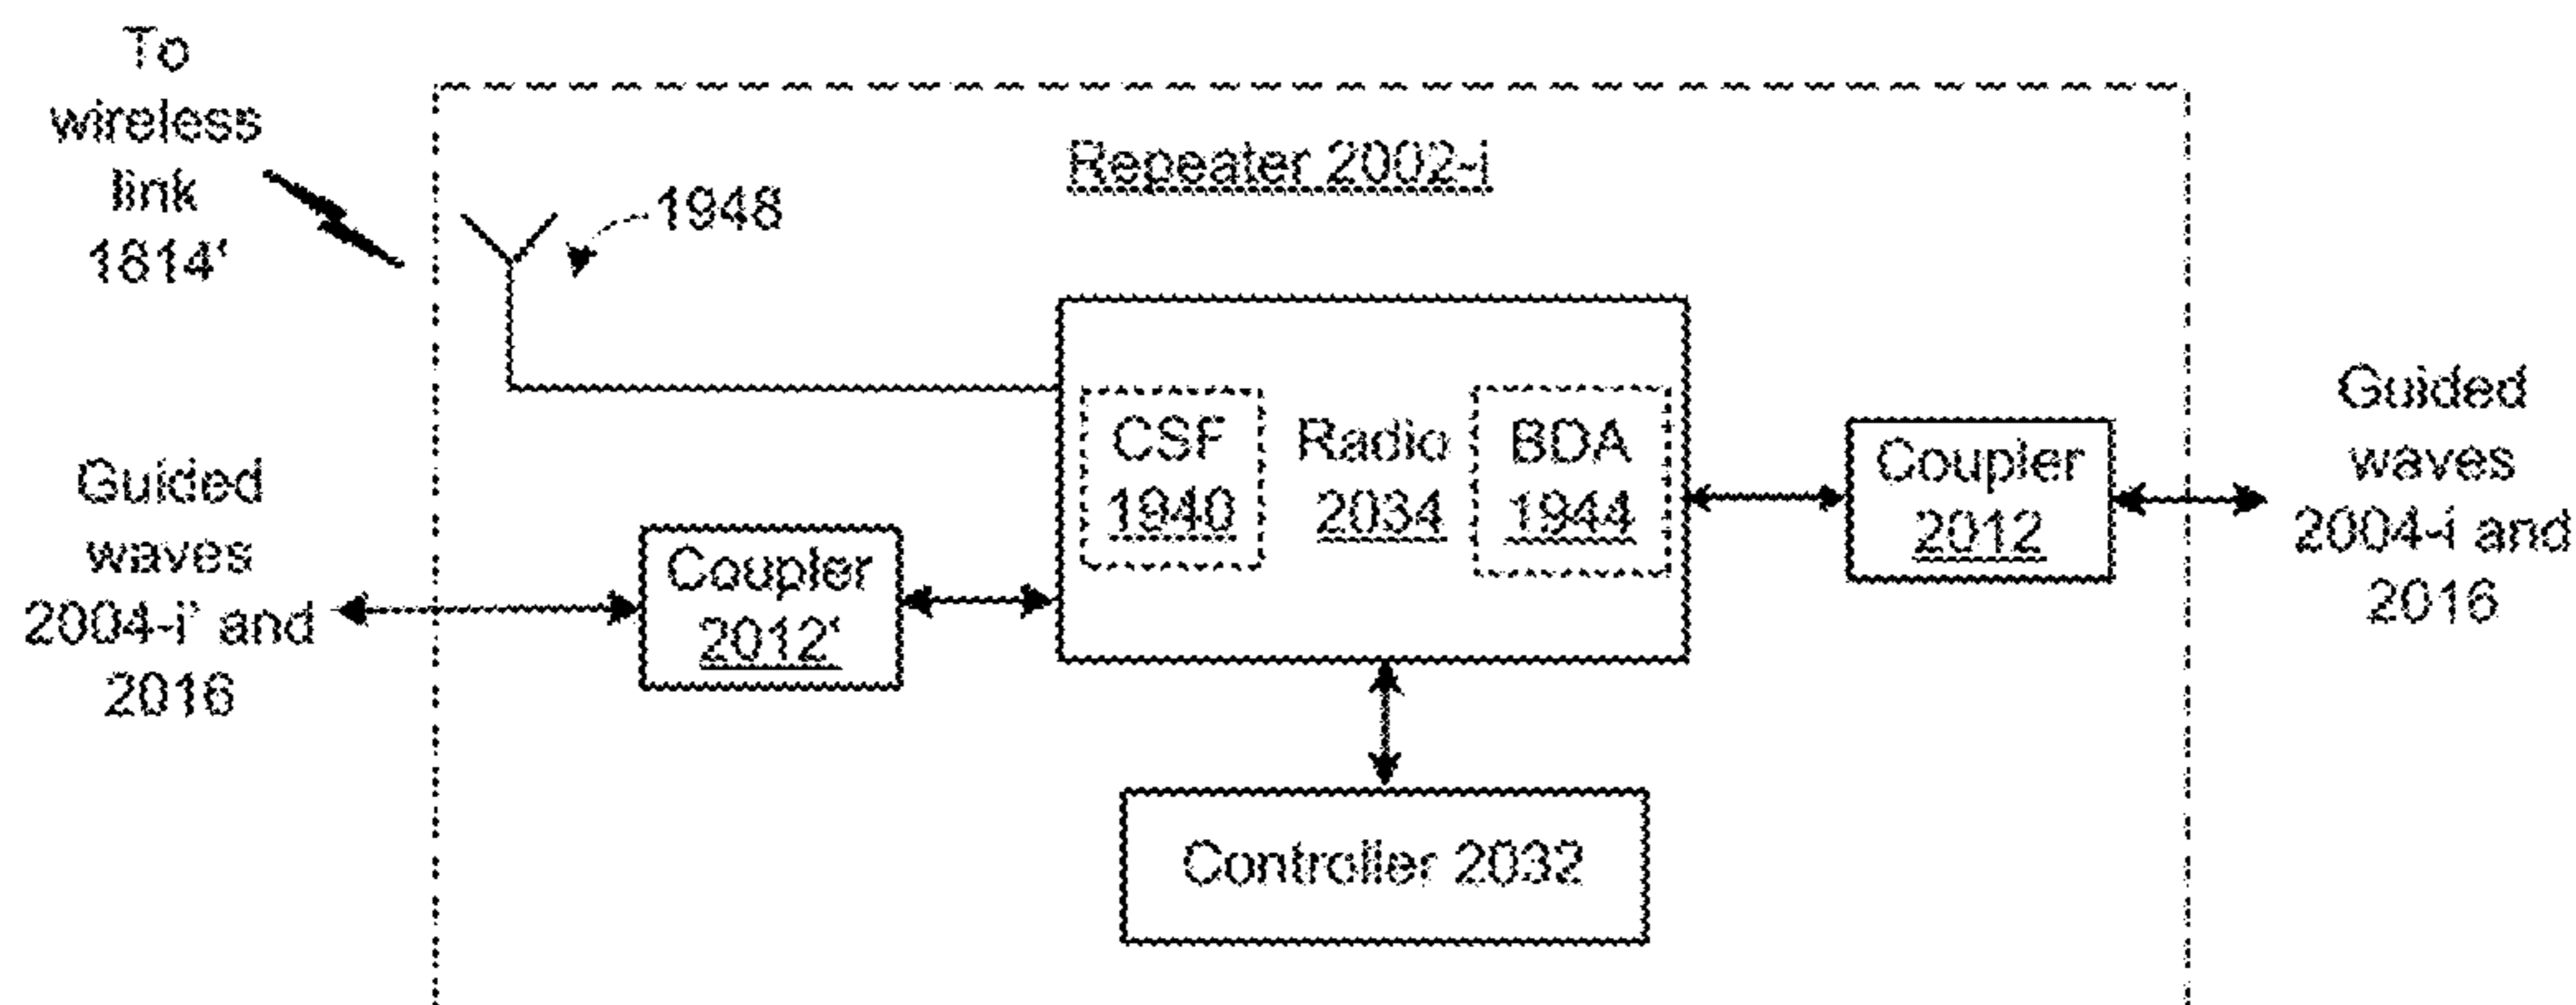 To
wireless
link
1814'
Repeater 2002-i
1948
Guided
waves
2004-i' and
2016
Coupler
2012'
CSF
1940
Radio
2034
BDA
1944
Coupler
2012
Guided
waves
2004-i and
2016
Controller 2032